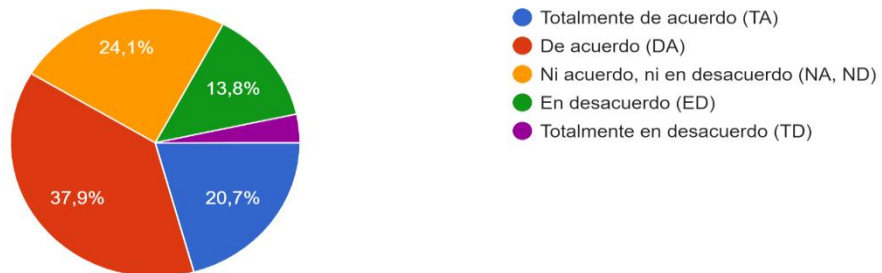 24,1%
13,8%
37,9%
20,7%
Totalmente de acuerdo (TA)
De acuerdo (DA)
Ni acuerdo, ni en desacuerdo (NA, ND)
En desacuerdo (ED)
Totalmente en desacuerdo (TD)